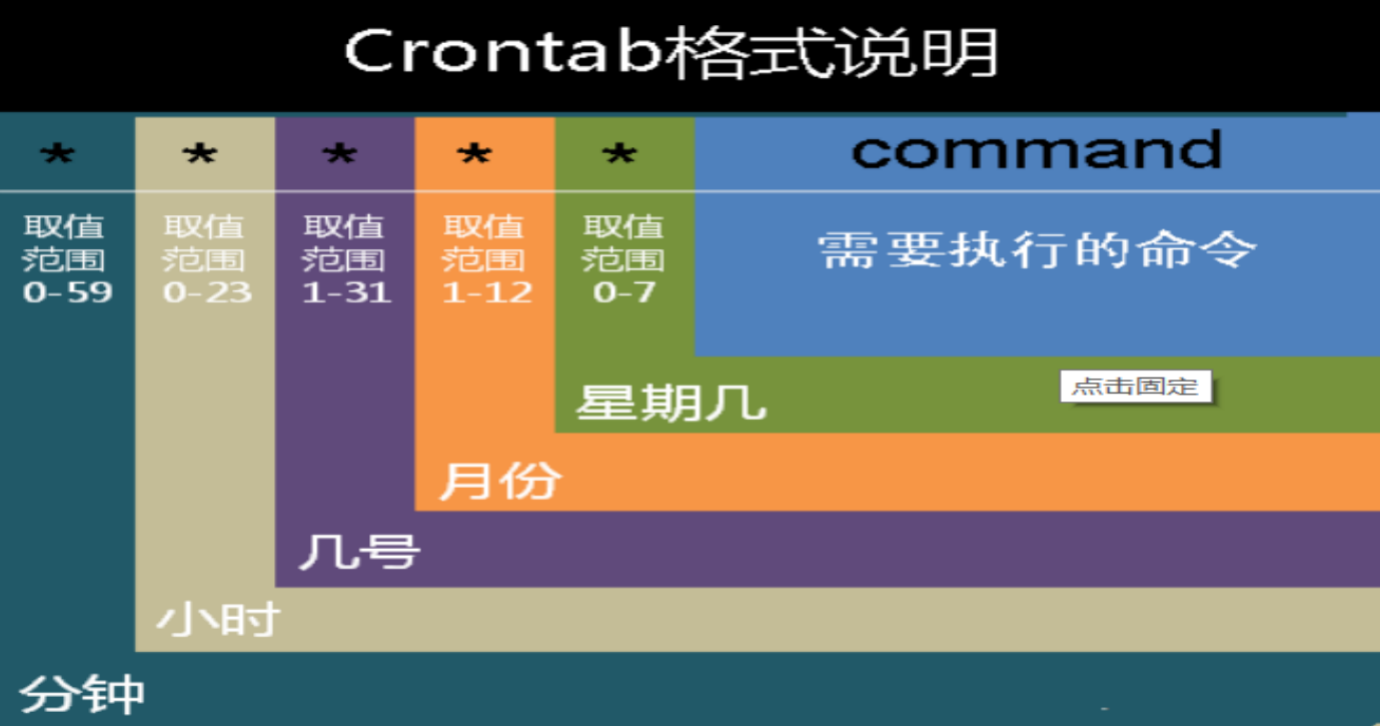 Crontab格式说明
* * * * * command
取值 取值 取值 取值 取值
范围 范围 范围 范围 范围
0-59 0-23 1-31 1-12 0-7
需要执行的命令
点击固定
星期几
月份
几号
小时
分钟